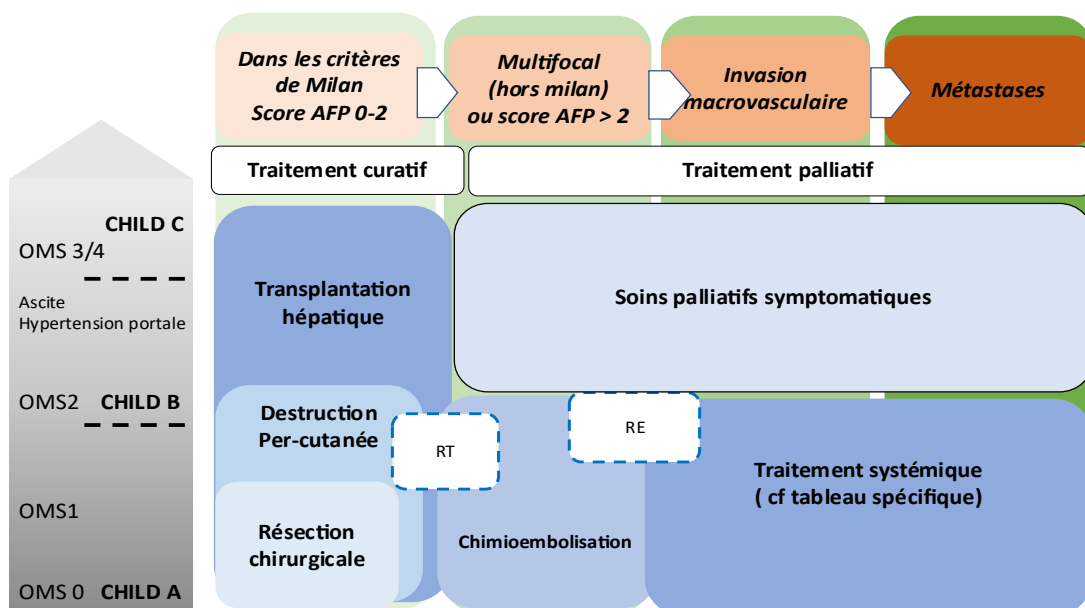 Dans les critères
de Milan
Score AFP 0-2
Multifocal
(hors milan)
ou score AFP > 2
Invasion
macrovasculaire
Métastases
Traitement curatif
Traitement palliatif
CHILD C
OMS 3/4
Ascite
Hypertension portale
OMS2 CHILD B
OMS1
OMS 0 CHILD A
Transplantation
hépatique
Soins palliatifs symptomatiques
Destruction
Per-cutanée
RT
RE
Traitement systémique
( cf tableau spécifique)
Résection
chirurgicale
Chimioembolisation